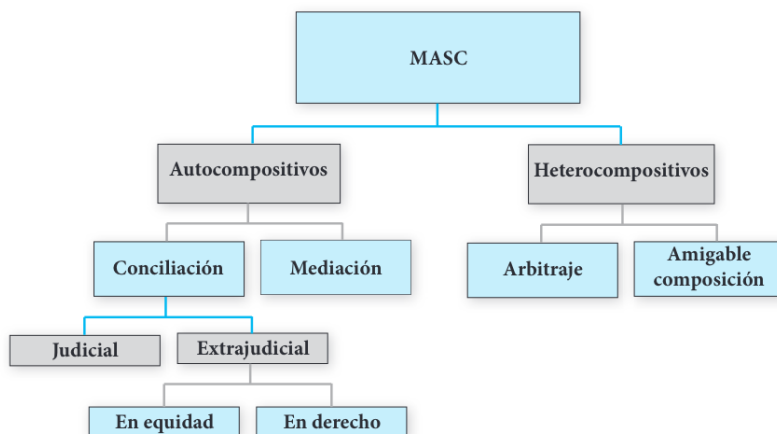 MASC
Autocompositivos
Heterocompositivos
Conciliación
Mediación
Arbitraje
Amigable
composición
Judicial
Extrajudicial
En equidad
En derecho